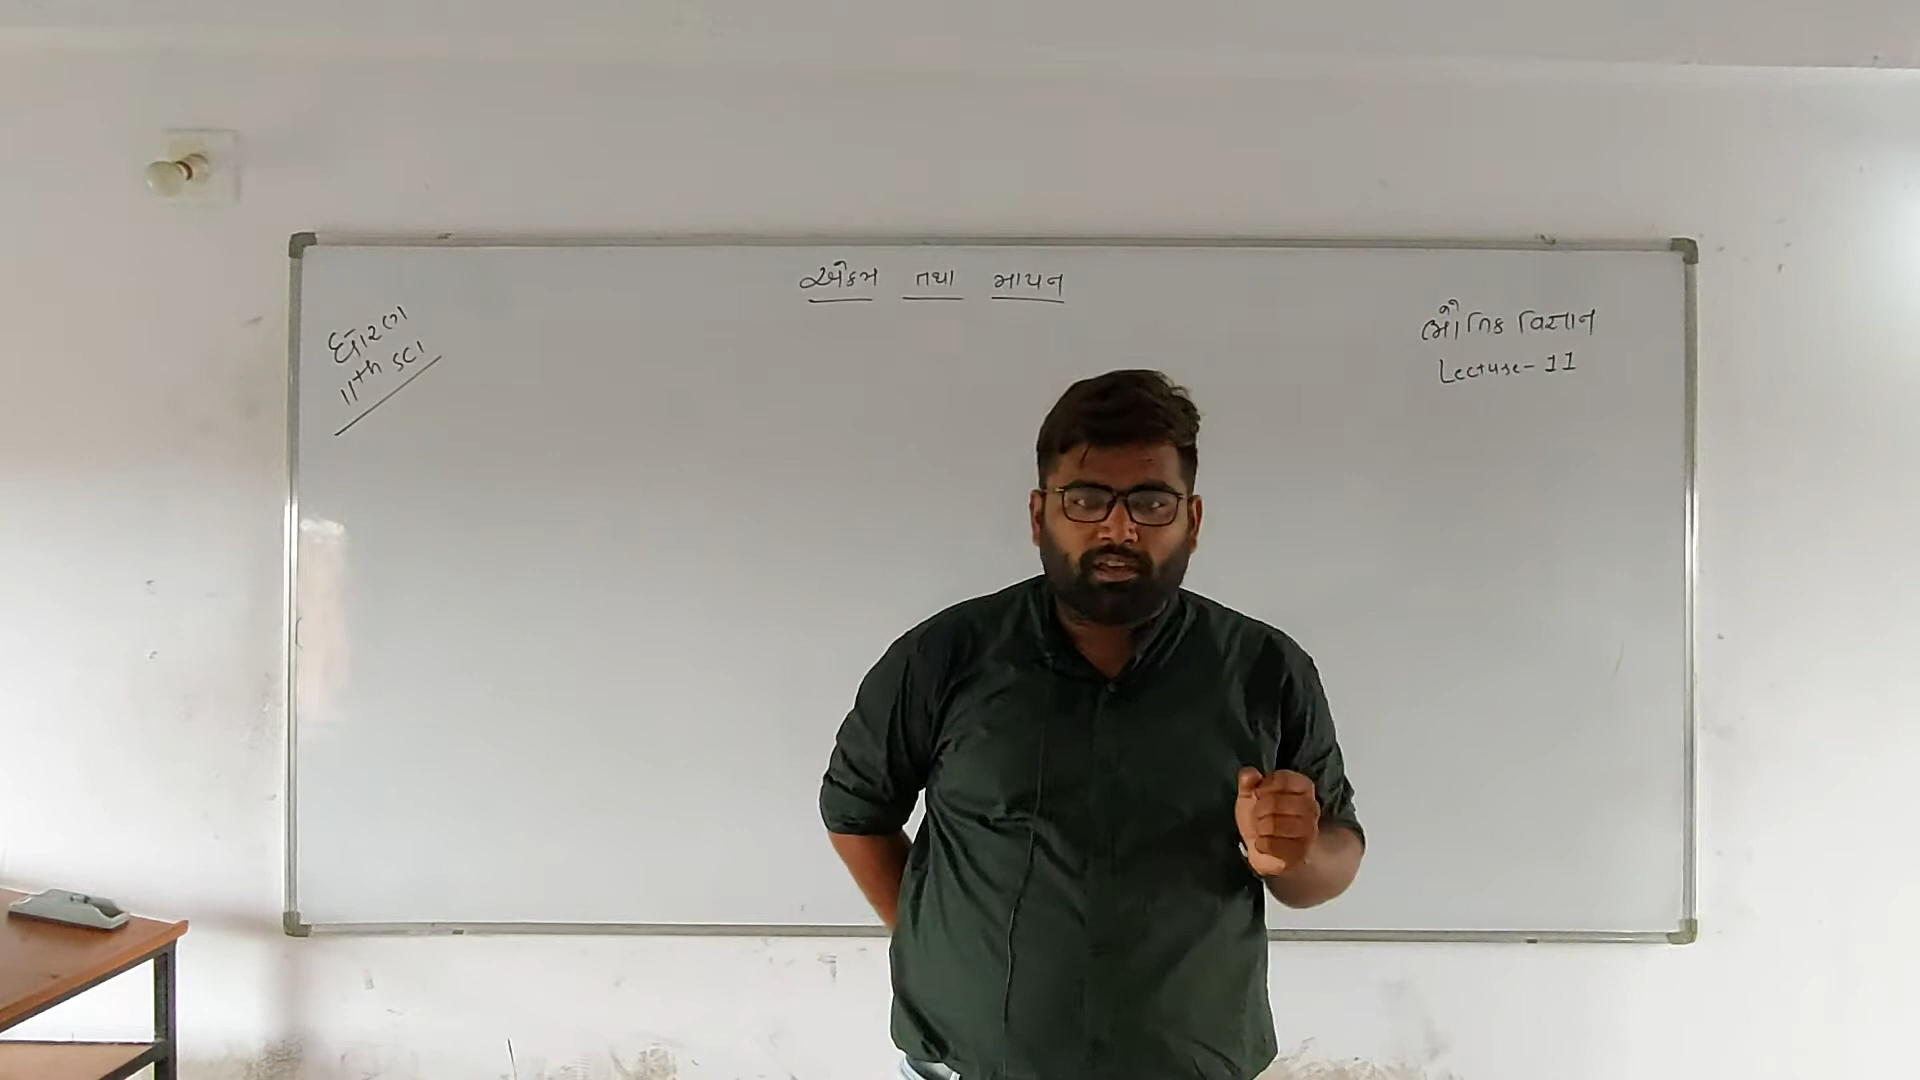 એકમ તથા માપન
ધોરણ
11th SCI
ભૌતિક વિજ્ઞાન
Lecture-11